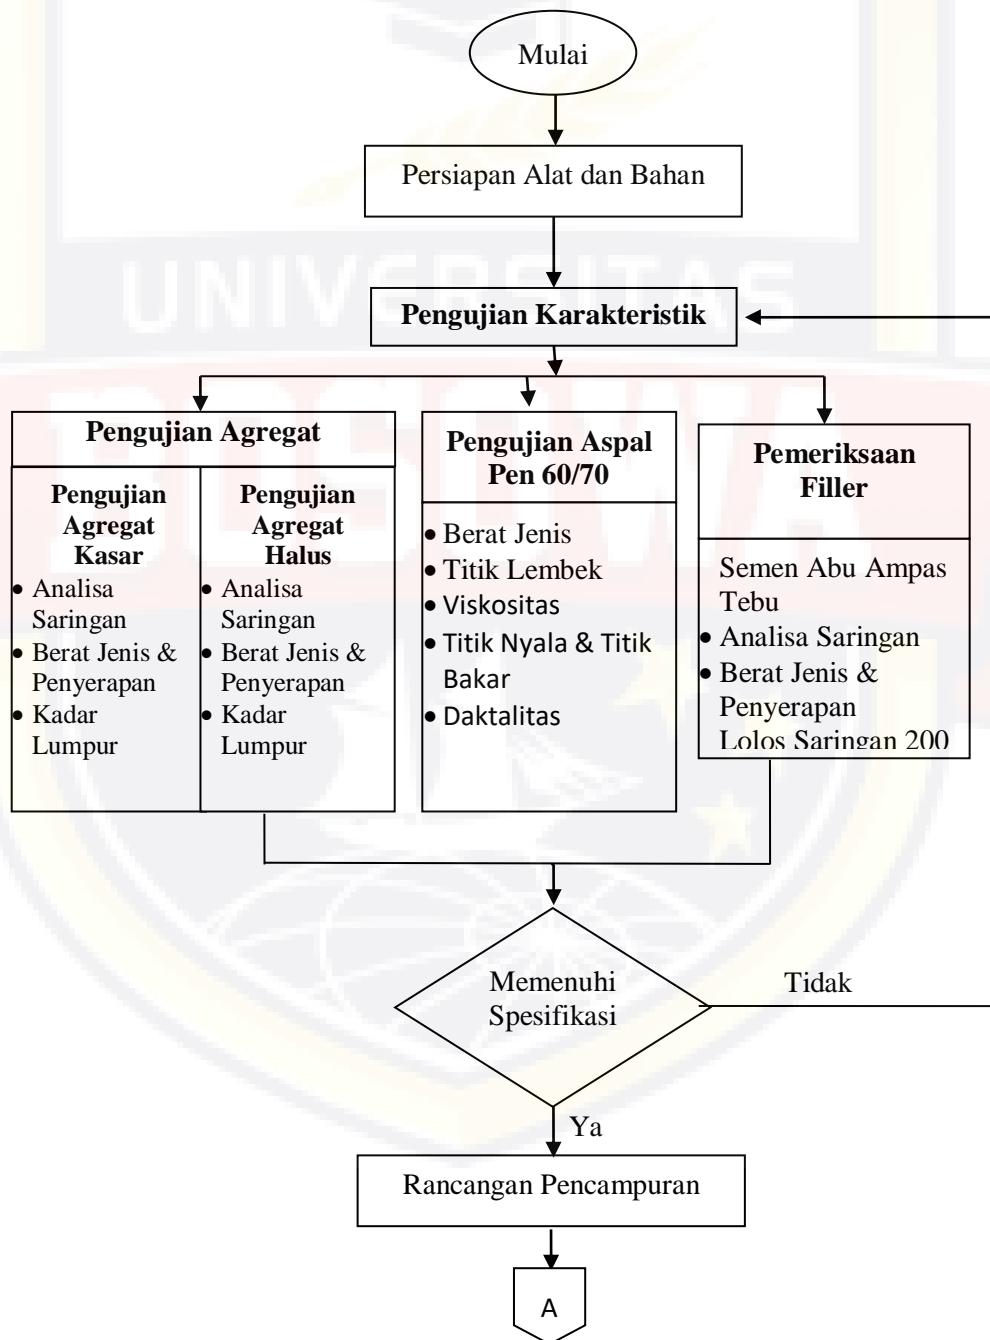 Mulai
Persiapan Alat dan Bahan
UNIVERSITAS
Pengujian Karakteristik
BOSOWA
Pengujian Agregat
Pengujian
Agregat
Kasar
• Analisa
Saringan
• Berat Jenis &
Penyerapan
• Kadar
Lumpur
Pengujian
Agregat
Halus
• Analisa
Saringan
• Berat Jenis &
Penyerapan
• Kadar
Lumpur
Pengujian Aspal
Pen 60/70
• Berat Jenis
• Titik Lembek
• Viskositas
• Titik Nyala & Titik
Bakar
• Daktalitas
Pemeriksaan
Filler
Semen Abu Ampas
Tebu
• Analisa Saringan
• Berat Jenis &
Penyerapan
Lolos Saringan 200
Memenuhi
Spesifikasi
Tidak
Ya
Rancangan Pencampuran
A